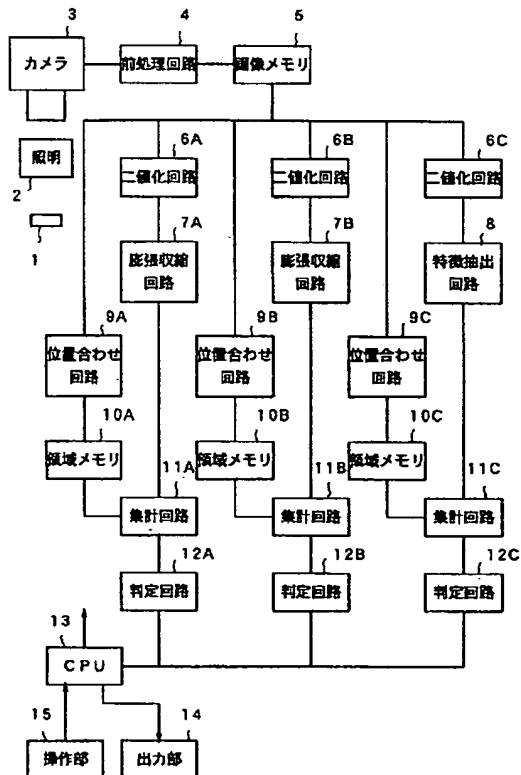 3
4
5
カメラ
前処理回路
画像メモリ
照明
2
1
6A
6B
6C
二値化回路
二値化回路
二値化回路
7A
7B
8
膨張収縮
回路
膨張収縮
回路
特徴抽出
回路
9A
9B
9C
位置合わせ
回路
位置合わせ
回路
位置合わせ
回路
10A
10B
10C
領域メモリ
領域メモリ
領域メモリ
11A
11B
11C
集計回路
集計回路
集計回路
12A
12B
12C
判定回路
判定回路
判定回路
13
CPU
15
14
操作部
出力部